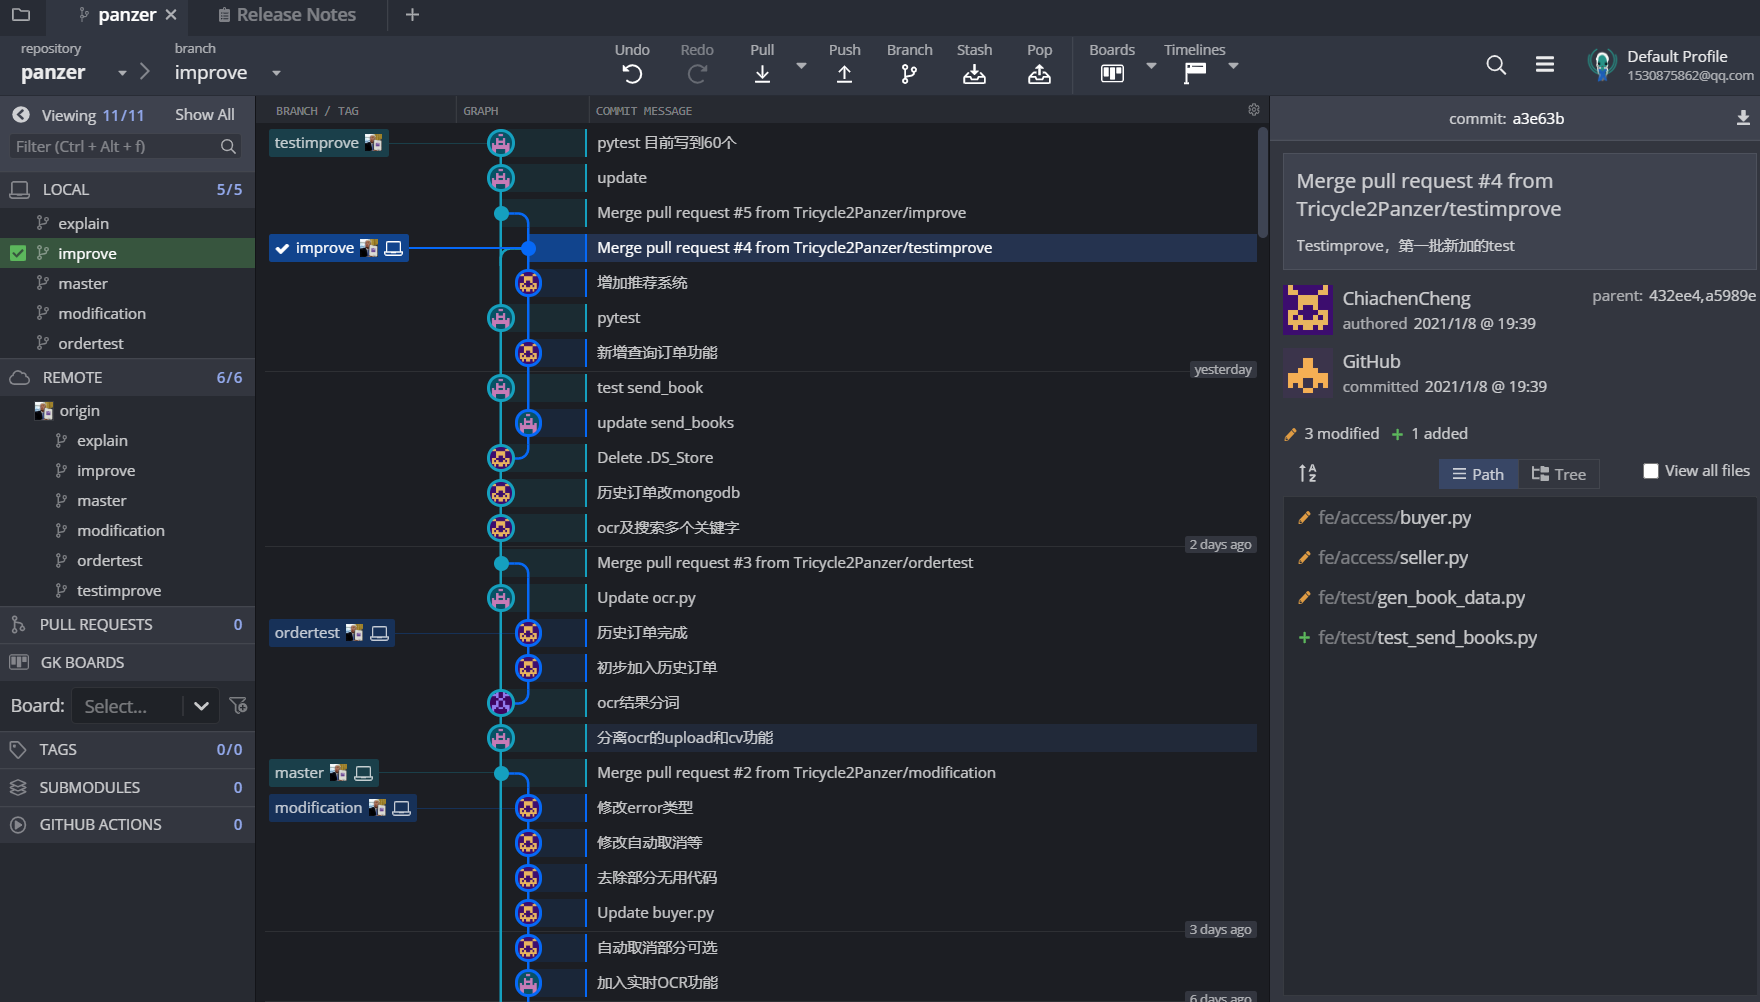 panzer
Release Notes
repository
panzer
branch
improve
Undo
Redo
Pull
Push
Branch
Stash
Pop
Boards
Timelines
Default Profile
1530875862@qq.com
Viewing 11/11
Show All
Filter (Ctrl + Alt + f)
LOCAL 5/5
explain
improve
master
modification
ordertest
REMOTE 6/6
origin
explain
improve
master
modification
ordertest
testimprove
PULL REQUESTS 0
GK BOARDS
Board: Select...
TAGS 0/0
SUBMODULES 0
GITHUB ACTIONS 0
BRANCH / TAG
GRAPH
COMMIT MESSAGE
testimprove
pytest 目前写到60个
update
Merge pull request #5 from Tricycle2Panzer/improve
improve
Merge pull request #4 from Tricycle2Panzer/testimprove
增加推荐系统
pytest
新增查询订单功能
yesterday
test send_book
update send_books
Delete .DS_Store
历史订单改mongodb
ocr及搜索多个关键字
2 days ago
Merge pull request #3 from Tricycle2Panzer/ordertest
Update ocr.py
ordertest
历史订单完成
初步加入历史订单
ocr结果分词
分离ocr的upload和cv功能
master
Merge pull request #2 from Tricycle2Panzer/modification
modification
修改error类型
修改自动取消等
去除部分无用代码
Update buyer.py
3 days ago
自动取消部分可选
加入实时OCR功能
6 days ago
commit: a3e63b
Merge pull request #4 from
Tricycle2Panzer/testimprove
Testimprove，第一批新加的test
ChiachenCheng
authored 2021/1/8 @ 19:39
parent: 432ee4,a5989e
GitHub
committed 2021/1/8 @ 19:39
3 modified + 1 added
Path
Tree
View all files
fe/access/buyer.py
fe/access/seller.py
fe/test/gen_book_data.py
+ fe/test/test_send_books.py